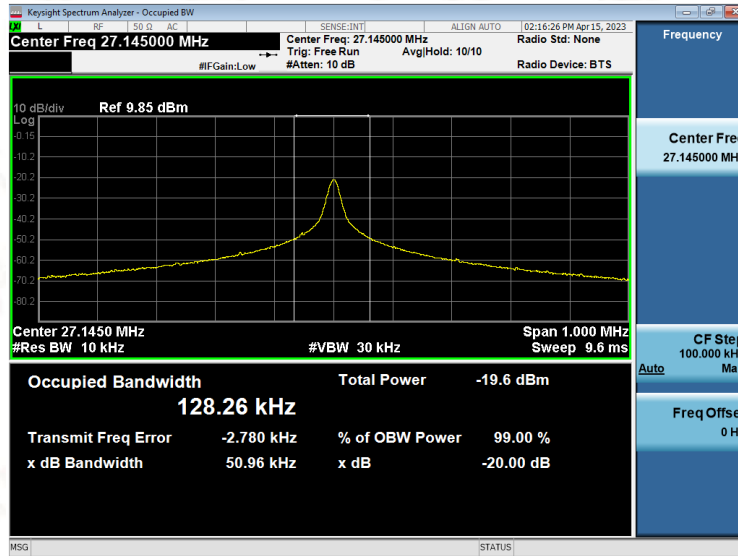 Keysight Spectrum Analyzer - Occupied BW
L RF 50 Ω AC SENSE:INT ALIGN AUTO 02:16:26 PM Apr 15, 2023
Center Freq 27.145000 MHz
Center Freq: 27.145000 MHz Radio Std: None
Trig: Free Run Avg|Hold: 10/10
#IFGain:Low #Atten: 10 dB Radio Device: BTS
10 dB/div Ref 9.85 dBm
Log
-0.15
-10.2
-20.2
-30.2
-40.2
-50.2
-60.2
-70.2
-80.2
Center 27.1450 MHz Span 1.000 MHz
#Res BW 10 kHz #VBW 30 kHz Sweep 9.6 ms
Occupied Bandwidth Total Power -19.6 dBm
128.26 kHz
Transmit Freq Error -2.780 kHz % of OBW Power 99.00 %
x dB Bandwidth 50.96 kHz x dB -20.00 dB
MSG STATUS
Frequency
Center Fre
27.145000 MH
CF Step
100.000 kH
Auto Ma
Freq Offse
0 H